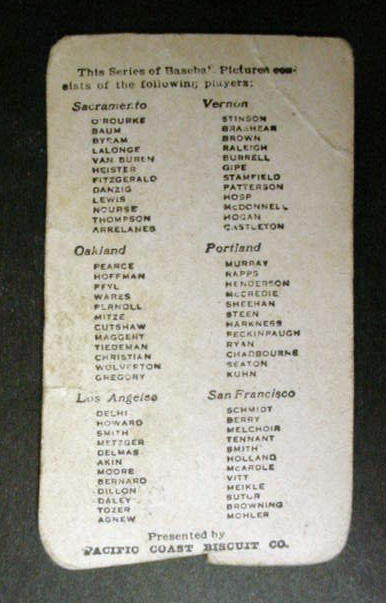 This Series of Baseba' Pictures con-
sists of the following players:
Sacramento
O'ROURKE
BAUM
BYRAM
LALONGE
VAN BUREN
HEISTER
FITZGERALD
DANZIG
LEWIS
NOURSE
THOMPSON
ARRELANES
Vernon
STINSON
BRASHEAR
BROWN
RALEIGH
BURRELL
GIPE
STAMFIELD
PATTERSON
HOSP
McDONNELL
HOGAN
CASTLETON
Oakland
PEARCE
HOFFMAN
PFYL
WARES
PERNOLL
MITZE
CUTSHAW
MAGGERT
TIEDEMAN
CHRISTIAN
WOLVERTON
GREGORY
Portland
MURRAY
RAPPS
HENDERSON
McCREDIE
SHEEHAN
STEEN
HARKNESS
PECKINPAUGH
RYAN
CHADBOURNE
SEATON
KUHN
Los Angeles
DELHI
HOWARD
SMITH
METZGER
DELMAS
AKIN
MOORE
BERNARD
DILLON
DALEY
TOZER
AGNEW
San Francisco
SCHMIDT
BERRY
MELCHOIR
TENNANT
SMITH
HOLLAND
McARDLE
VITT
MEIKLE
SUTOR
BROWNING
MOHLER
Presented by
PACIFIC COAST BISCUIT CO.